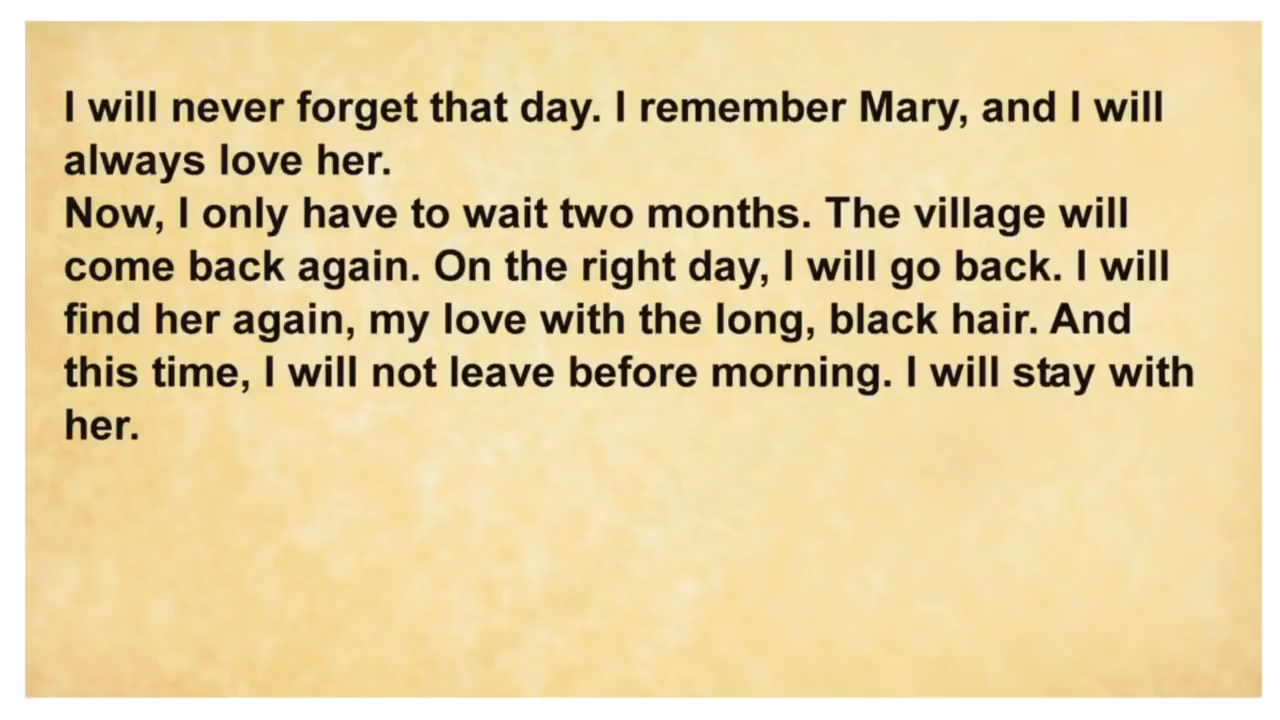 I will never forget that day. I remember Mary, and I will
always love her.
Now, I only have to wait two months. The village will
come back again. On the right day, I will go back. I will
find her again, my love with the long, black hair. And
this time, I will not leave before morning. I will stay with
her.